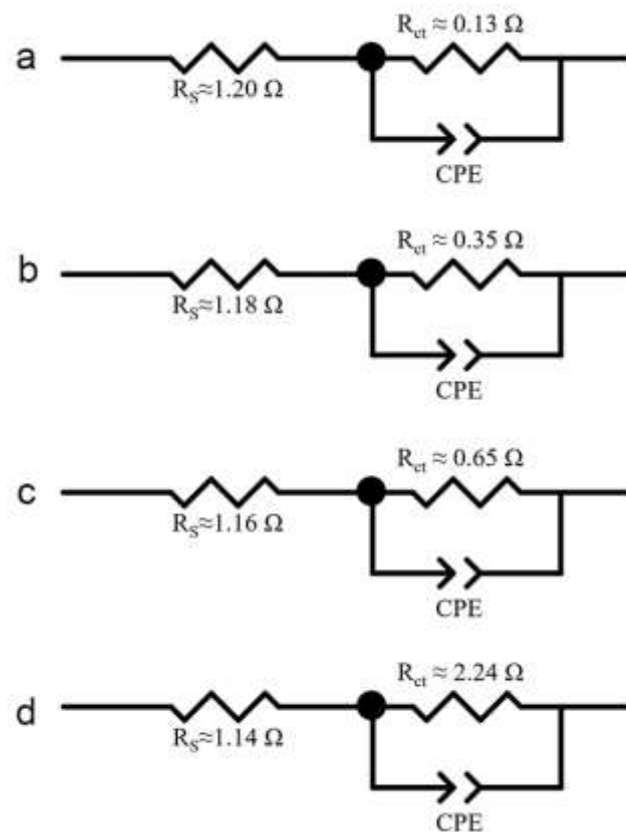 a
R_ct ≈ 0.13 Ω
R_S≈1.20 Ω
CPE
b
R_ct ≈ 0.35 Ω
R_S≈1.18 Ω
CPE
c
R_ct ≈ 0.65 Ω
R_S≈1.16 Ω
CPE
d
R_ct ≈ 2.24 Ω
R_S≈1.14 Ω
CPE